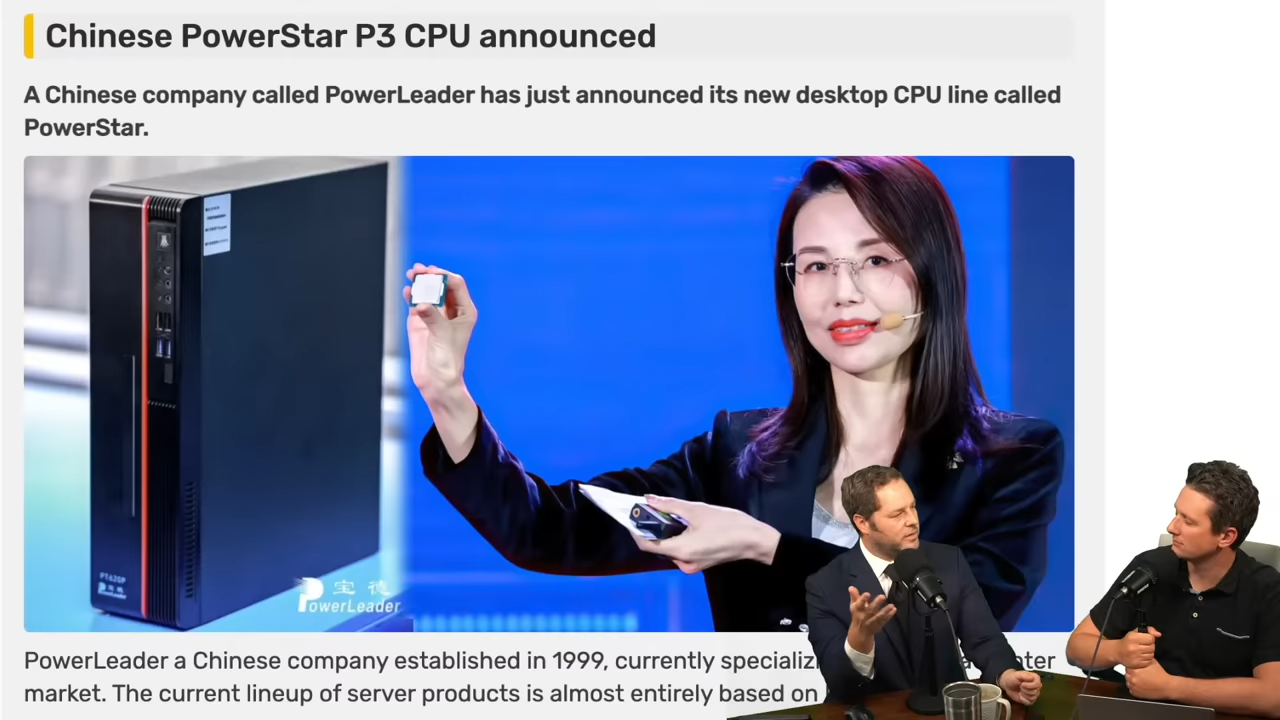 Chinese PowerStar P3 CPU announced
A Chinese company called PowerLeader has just announced its new desktop CPU line called
PowerStar.
PT620P
宝德
PowerLeader
PowerLeader a Chinese company established in 1999, currently
market. The current lineup of server products is almost entirely based on